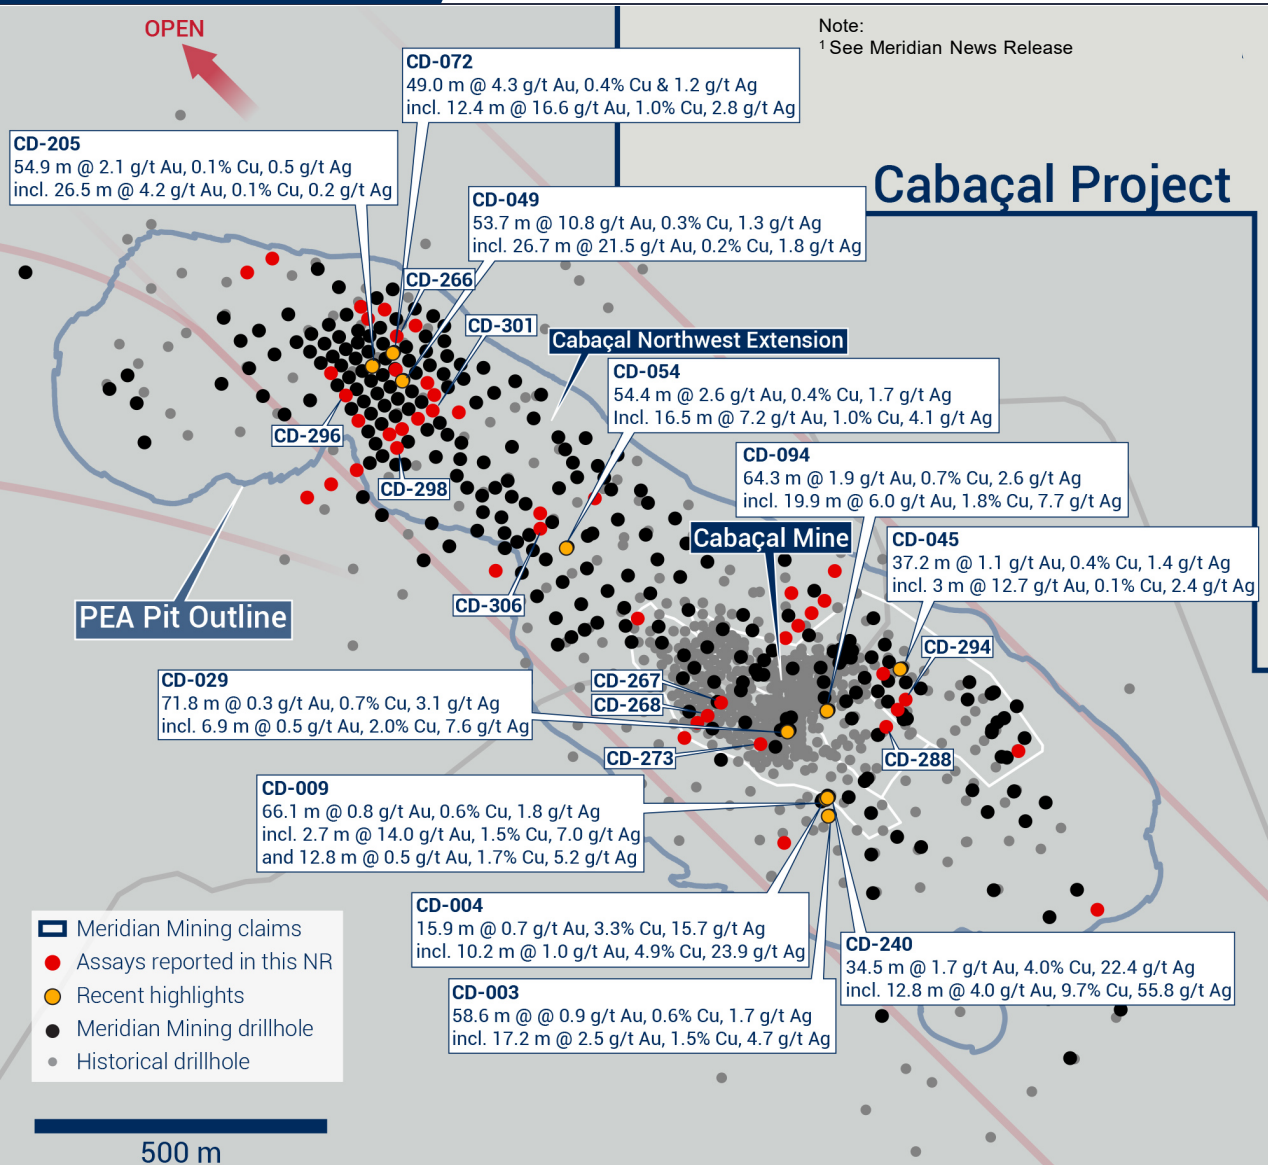 OPEN
Note:
1 See Meridian News Release
Cabaçal Project
CD-072
49.0 m @ 4.3 g/t Au, 0.4% Cu & 1.2 g/t Ag
incl. 12.4 m @ 16.6 g/t Au, 1.0% Cu, 2.8 g/t Ag
CD-205
54.9 m @ 2.1 g/t Au, 0.1% Cu, 0.5 g/t Ag
incl. 26.5 m @ 4.2 g/t Au, 0.1% Cu, 0.2 g/t Ag
CD-049
53.7 m @ 10.8 g/t Au, 0.3% Cu, 1.3 g/t Ag
incl. 26.7 m @ 21.5 g/t Au, 0.2% Cu, 1.8 g/t Ag
CD-266
CD-301
Cabaçal Northwest Extension
CD-054
54.4 m @ 2.6 g/t Au, 0.4% Cu, 1.7 g/t Ag
Incl. 16.5 m @ 7.2 g/t Au, 1.0% Cu, 4.1 g/t Ag
CD-296
CD-298
CD-094
64.3 m @ 1.9 g/t Au, 0.7% Cu, 2.6 g/t Ag
incl. 19.9 m @ 6.0 g/t Au, 1.8% Cu, 7.7 g/t Ag
Cabaçal Mine
CD-045
37.2 m @ 1.1 g/t Au, 0.4% Cu, 1.4 g/t Ag
incl. 3 m @ 12.7 g/t Au, 0.1% Cu, 2.4 g/t Ag
PEA Pit Outline
CD-306
CD-294
CD-029
71.8 m @ 0.3 g/t Au, 0.7% Cu, 3.1 g/t Ag
incl. 6.9 m @ 0.5 g/t Au, 2.0% Cu, 7.6 g/t Ag
CD-267
CD-268
CD-273
CD-288
CD-009
66.1 m @ 0.8 g/t Au, 0.6% Cu, 1.8 g/t Ag
incl. 2.7 m @ 14.0 g/t Au, 1.5% Cu, 7.0 g/t Ag
and 12.8 m @ 0.5 g/t Au, 1.7% Cu, 5.2 g/t Ag
CD-004
15.9 m @ 0.7 g/t Au, 3.3% Cu, 15.7 g/t Ag
incl. 10.2 m @ 1.0 g/t Au, 4.9% Cu, 23.9 g/t Ag
CD-240
34.5 m @ 1.7 g/t Au, 4.0% Cu, 22.4 g/t Ag
incl. 12.8 m @ 4.0 g/t Au, 9.7% Cu, 55.8 g/t Ag
CD-003
58.6 m @ @ 0.9 g/t Au, 0.6% Cu, 1.7 g/t Ag
incl. 17.2 m @ 2.5 g/t Au, 1.5% Cu, 4.7 g/t Ag
Meridian Mining claims
Assays reported in this NR
Recent highlights
Meridian Mining drillhole
Historical drillhole
500 m